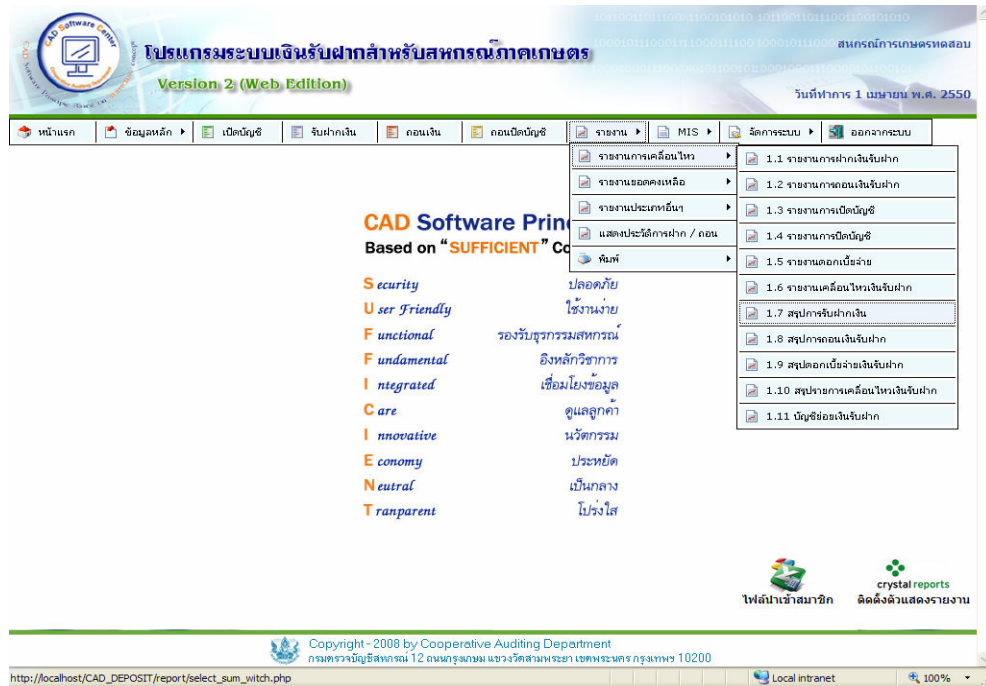 CAD Software Center
โปรแกรมระบบเงินรับฝากสำหรับสหกรณ์ภาคเกษตร
Version 2 (Web Edition)
สหกรณ์การเกษตรทดสอบ
วันที่ทำการ 1 เมษายน พ.ศ. 2550
หน้าแรก ข้อมูลหลัก เปิดบัญชี รับฝากเงิน ถอนเงิน ถอนปิดบัญชี รายงาน MIS จัดการระบบ ออกจากระบบ
รายงานการเคลื่อนไหว
รายงานยอดคงเหลือ
รายงานประเภทอื่นๆ
แสดงประวัติการฝาก / ถอน
พิมพ์
1.1 รายงานการฝากเงินรับฝาก
1.2 รายงานการถอนเงินรับฝาก
1.3 รายงานการเปิดบัญชี
1.4 รายงานการปิดบัญชี
1.5 รายงานดอกเบี้ยจ่าย
1.6 รายงานเคลื่อนไหวเงินรับฝาก
1.7 สรุปการรับฝากเงิน
1.8 สรุปการถอนเงินรับฝาก
1.9 สรุปดอกเบี้ยจ่ายเงินรับฝาก
1.10 สรุปรายการเคลื่อนไหวเงินรับฝาก
1.11 บัญชีย่อยเงินรับฝาก
CAD Software Prin
Based on “SUFFICIENT” Co
Security ปลอดภัย
User Friendly ใช้งานง่าย
Functional รองรับธุรกรรมสหกรณ์
Fundamental อิงหลักวิชาการ
Integrated เชื่อมโยงข้อมูล
Care ดูแลลูกค้า
Innovative นวัตกรรม
Economy ประหยัด
Neutral เป็นกลาง
Tranparent โปร่งใส
ไฟล์นำเข้าสมาชิก
crystal reports
ติดตั้งตัวแสดงรายงาน
Copyright - 2008 by Cooperative Auditing Department
กรมตรวจบัญชีสหกรณ์ 12 ถนนกรุงเกษม แขวงวัดสามพระยา เขตพระนคร กรุงเทพฯ 10200
http://localhost/CAD_DEPOSIT/report/select_sum_witch.php Local intranet 100%